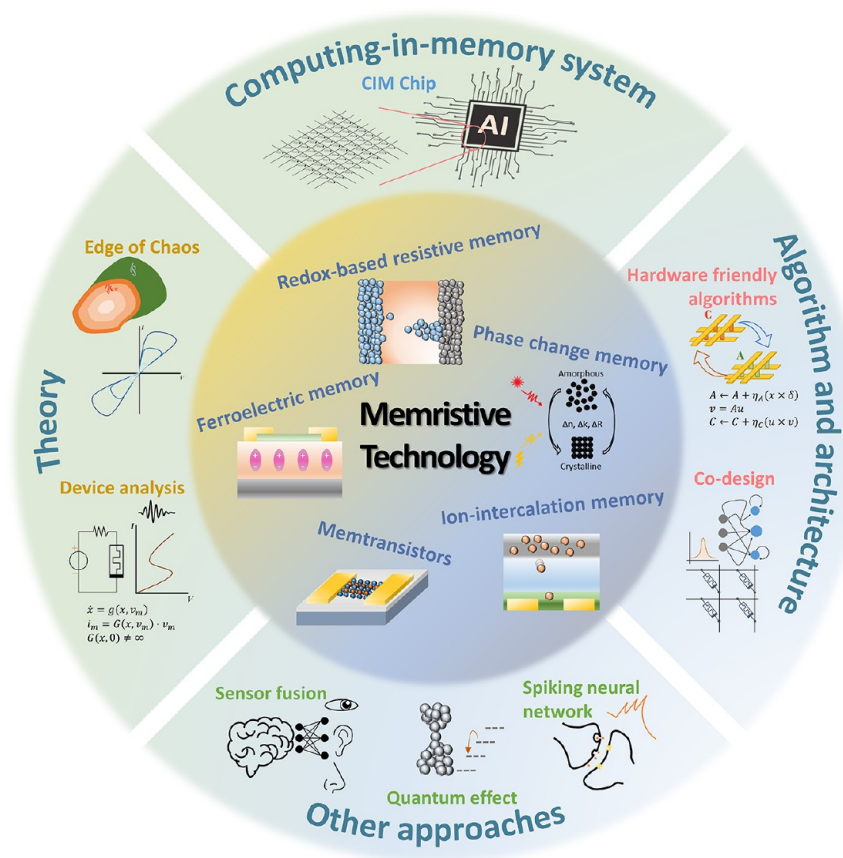 Computing-in-memory system
CIM Chip
AI
Theory
Edge of Chaos
Device analysis
I
V
ẋ = g(x, v_m)
i_m = G(x, v_m) · v_m
G(x, 0) ≠ ∞
Redox-based resistive memory
Phase change memory
Amorphous
Δn, Δk, ΔR
Crystalline
Ferroelectric memory
Memristive
Technology
Ion-intercalation memory
Memtransistors
Algorithm and architecture
Hardware friendly
algorithms
C
A
A ← A + η_A(x × δ)
v = Au
C ← C + η_C(u × v)
Co-design
Sensor fusion
Quantum effect
Spiking neural
network
Other approaches